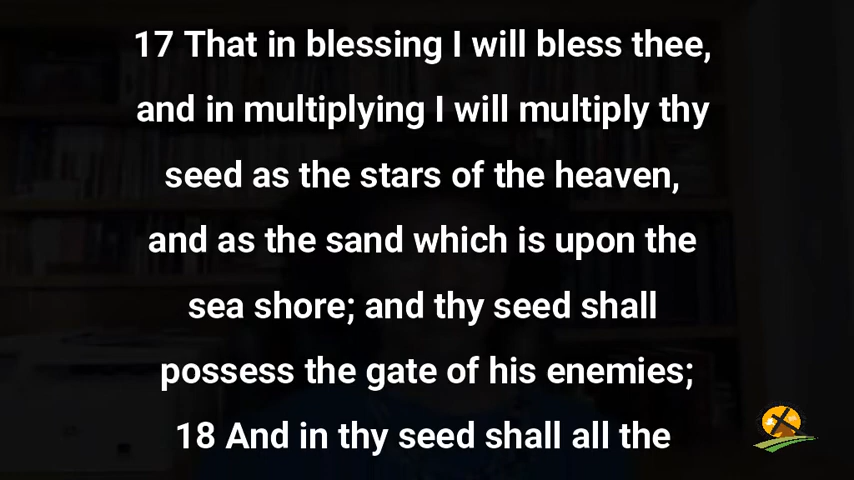 17 That in blessing I will bless thee,
and in multiplying I will multiply thy
seed as the stars of the heaven,
and as the sand which is upon the
sea shore; and thy seed shall
possess the gate of his enemies;
18 And in thy seed shall all the